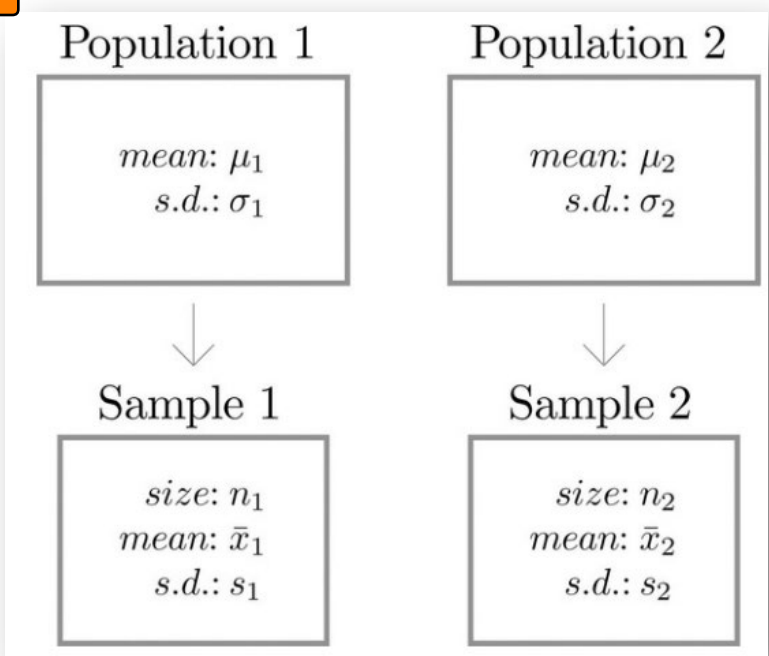 Population 1
mean: μ₁
s.d.: σ₁
Population 2
mean: μ₂
s.d.: σ₂
Sample 1
size: n₁
mean: x̄₁
s.d.: s₁
Sample 2
size: n₂
mean: x̄₂
s.d.: s₂